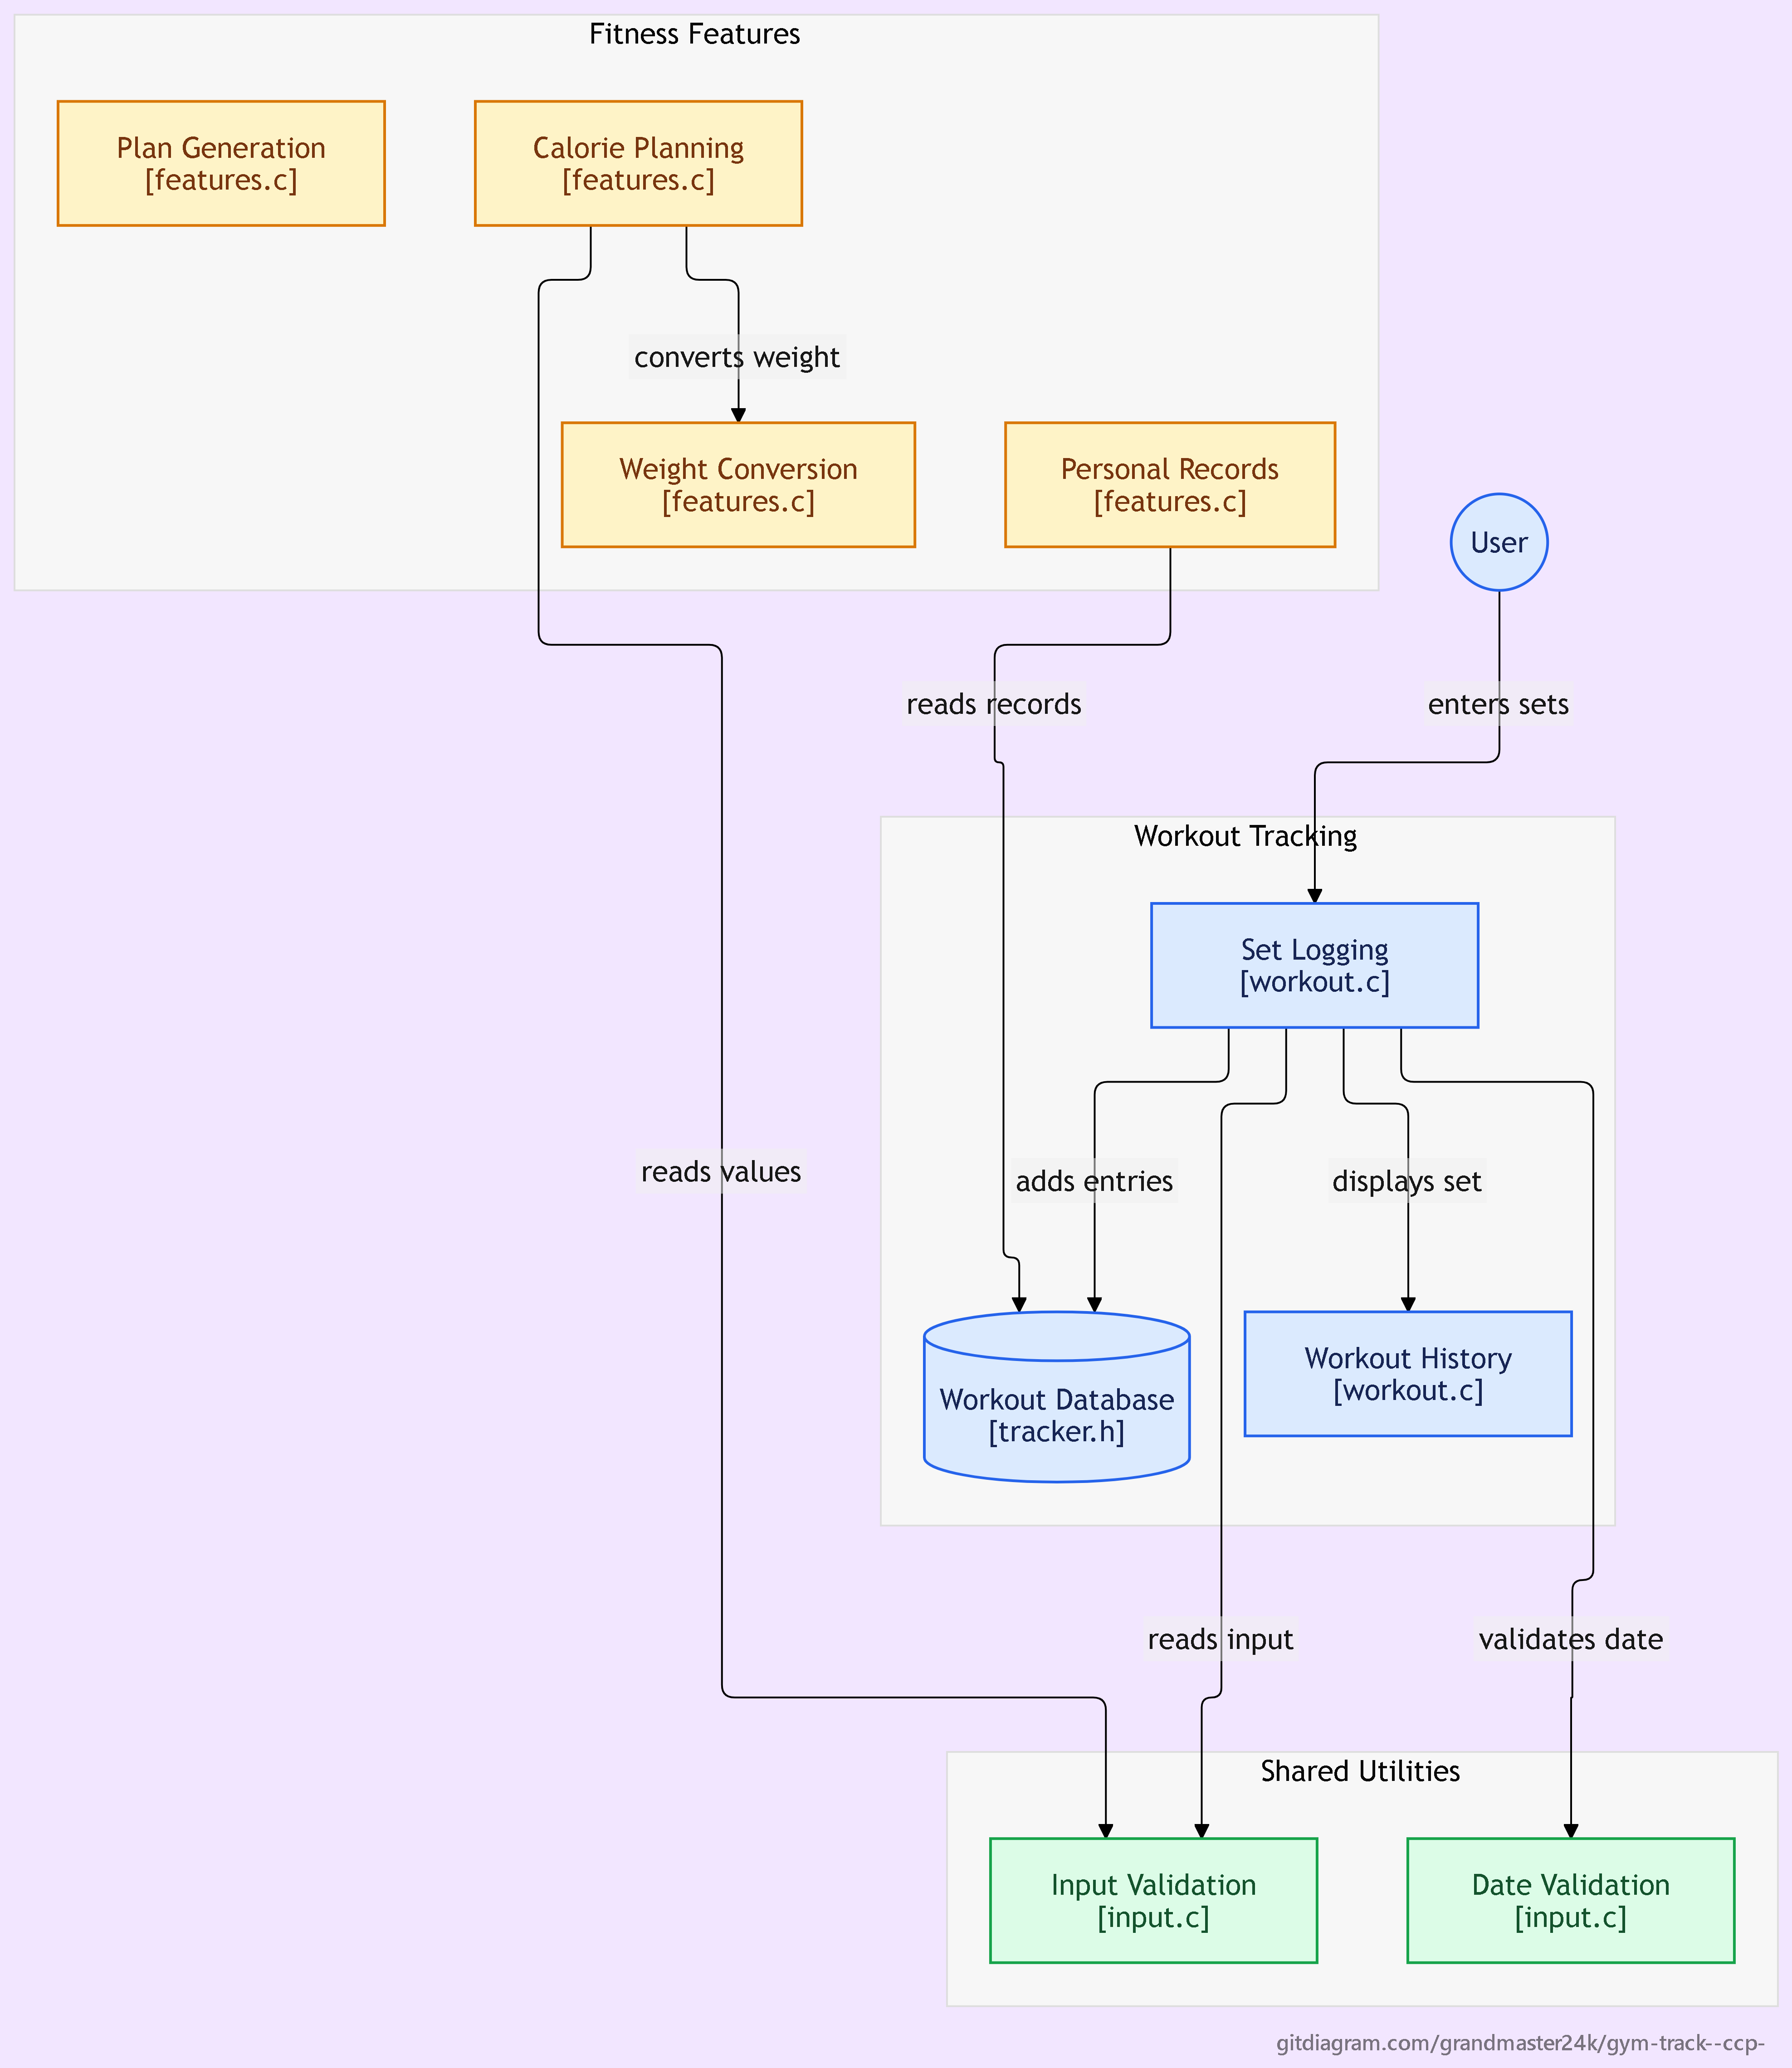 Fitness Features
Plan Generation
[features.c]
Calorie Planning
[features.c]
converts weight
Weight Conversion
[features.c]
Personal Records
[features.c]
User
reads records
enters sets
Workout Tracking
Set Logging
[workout.c]
reads values
adds entries
displays set
Workout Database
[tracker.h]
Workout History
[workout.c]
reads input
validates date
Shared Utilities
Input Validation
[input.c]
Date Validation
[input.c]
gitdiagram.com/grandmaster24k/gym-track--ccp-